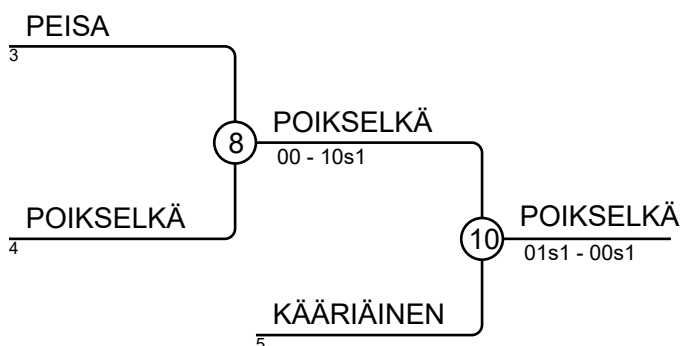 PEISA
3
8
POIKSELKÄ
00 - 10s1
POIKSELKÄ
4
10
POIKSELKÄ
01s1 - 00s1
KÄÄRIÄINEN
5